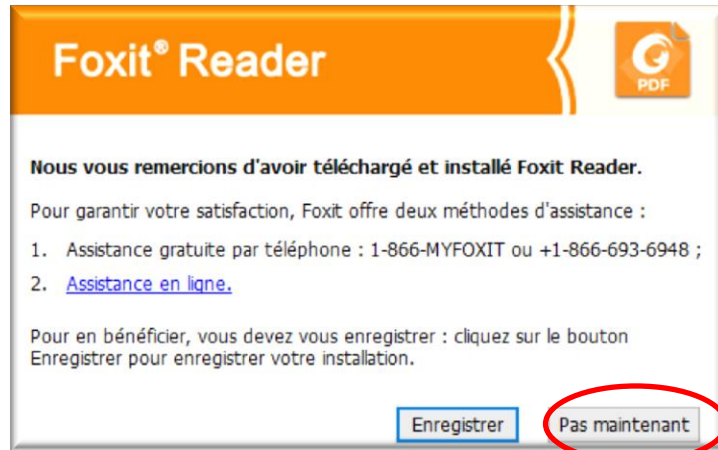 Foxit® Reader
PDF
Nous vous remercions d'avoir téléchargé et installé Foxit Reader.
Pour garantir votre satisfaction, Foxit offre deux méthodes d'assistance :
1. Assistance gratuite par téléphone : 1-866-MYFOXIT ou +1-866-693-6948 ;
2. Assistance en ligne.
Pour en bénéficier, vous devez vous enregistrer : cliquez sur le bouton
Enregistrer pour enregistrer votre installation.
Enregistrer Pas maintenant